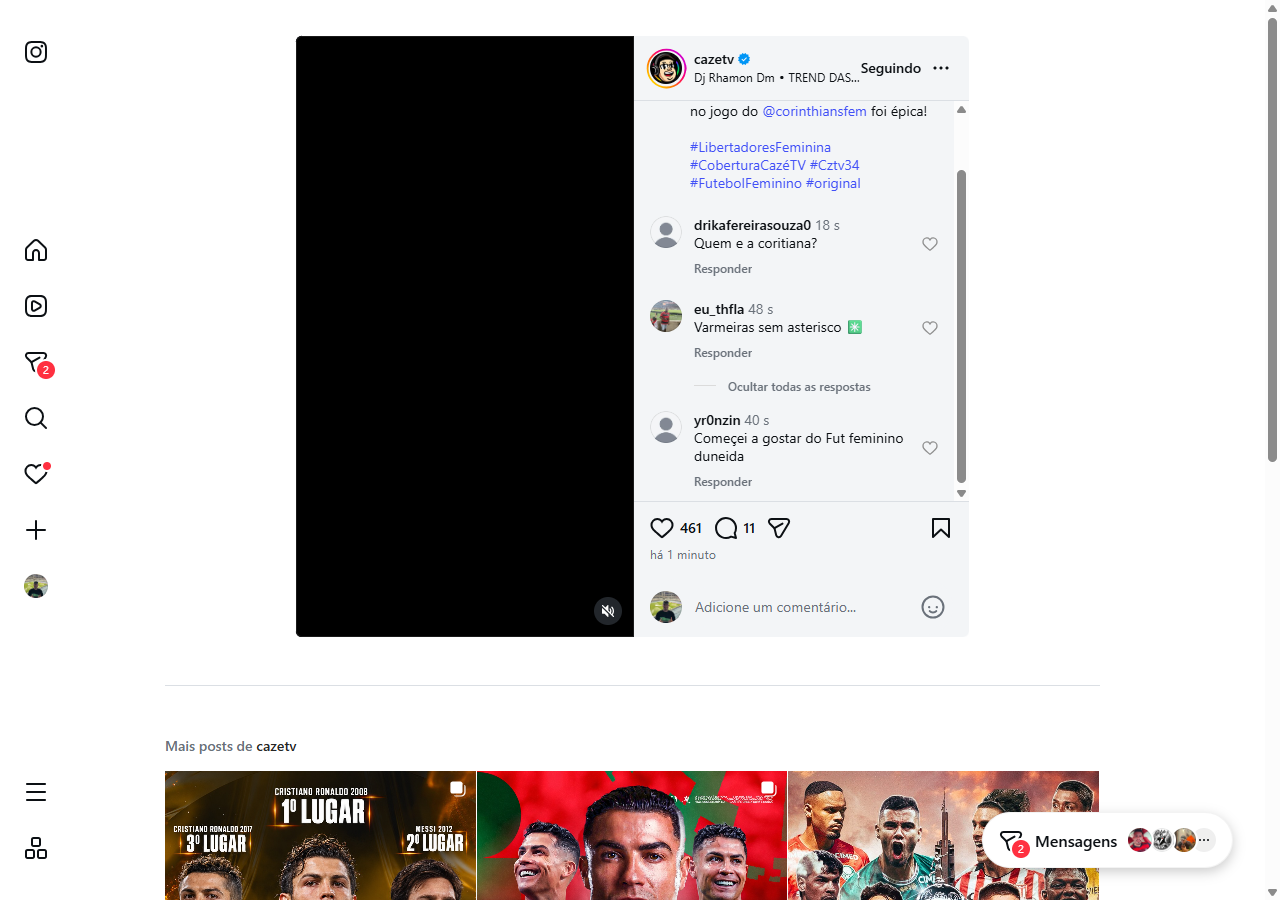 cazetv
Dj Rhamon Dm • TREND DAS...
Seguindo
no jogo do @corinthiansfem foi épica!
#LibertadoresFeminina
#CoberturaCazéTV #Cztv34
#FutebolFeminino #original
drikafereirasouza0 18 s
Quem e a coritiana?
Responder
eu_thfla 48 s
Varmeiras sem asterisco ✳️
Responder
Ocultar todas as respostas
yr0nzin 40 s
Começei a gostar do Fut feminino
duneida
Responder
461
11
há 1 minuto
Adicione um comentário...
2
Mais posts de cazetv
CRISTIANO RONALDO 2008
1º LUGAR
CRISTIANO RONALDO 2017
3º LUGAR
MESSI 2012
2º LUGAR
CIMED
2
Mensagens